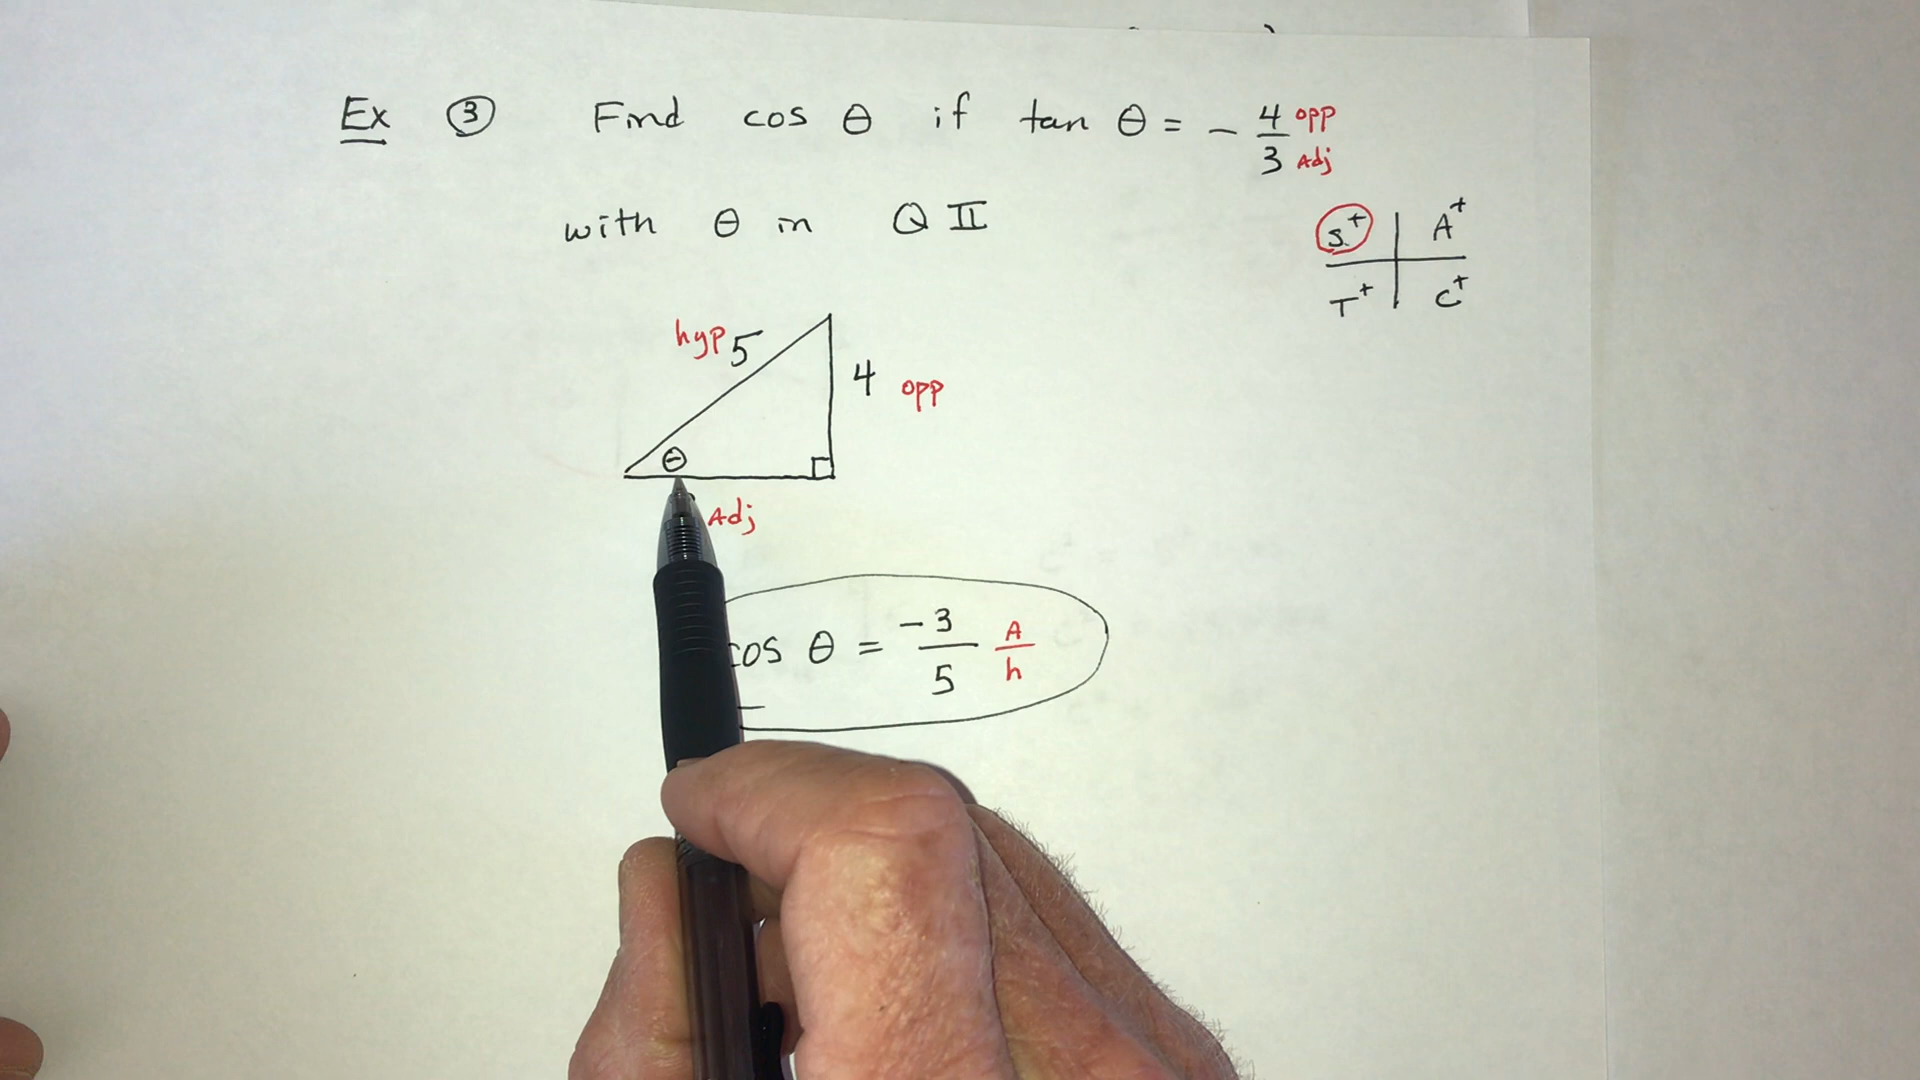 Ex ③ Find cos θ if tan θ = - 4/3 opp Adj
with θ in Q II
S⁺ A⁺
T⁺ C⁺
hyp 5
4 opp
θ
Adj
cos θ = -3/5 A/h